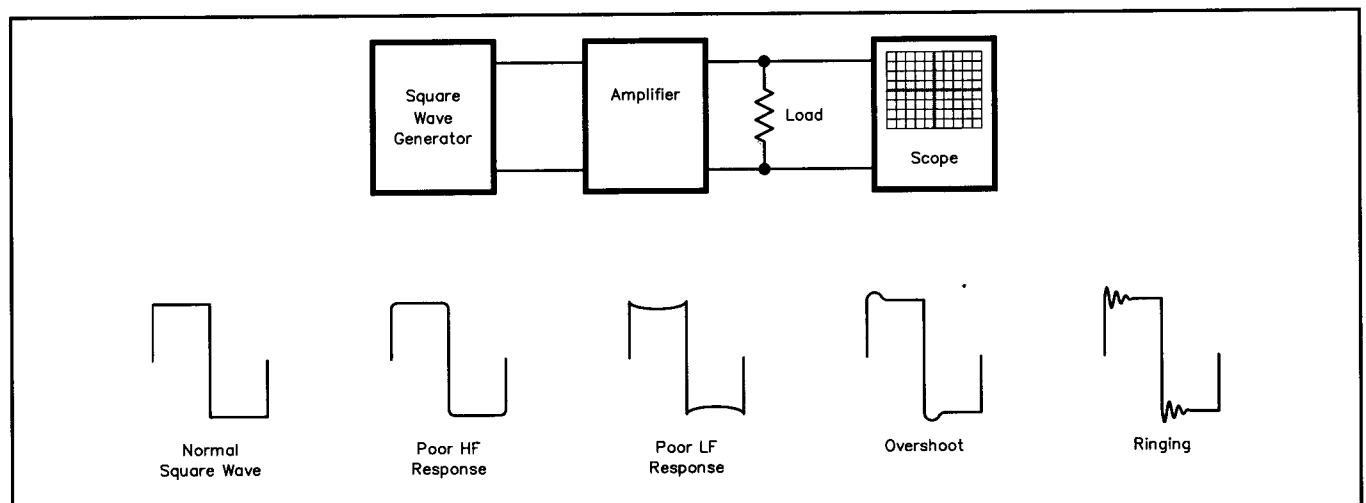 Square
Wave
Generator
Amplifier
Load
Scope
Normal
Square Wave
Poor HF
Response
Poor LF
Response
Overshoot
Ringing